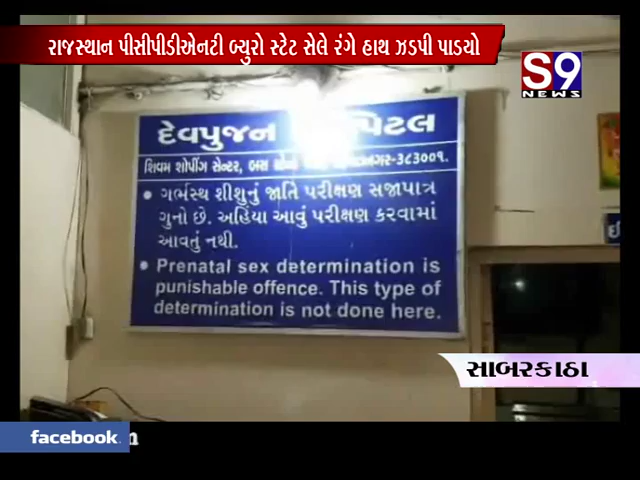 રાજસ્થાન પીસીપીડીએનટી બ્યુરો સ્ટેટ સેલે રંગે હાથ ઝડપી પાડયો
S9
NEWS
દેવપુજન
શિવમ શોપીંગ સેન્ટર, બસ
• ગર્ભસ્થ શીશુનું જાતિ પરીક્ષણ સજાપાત્ર
ગુનો છે. અહિંયા આવું પરીક્ષણ કરવામાં
આવતું નથી.
• Prenatal sex determination is
punishable offence. This type of
determination is not done here.
સાબરકાંઠા
facebook